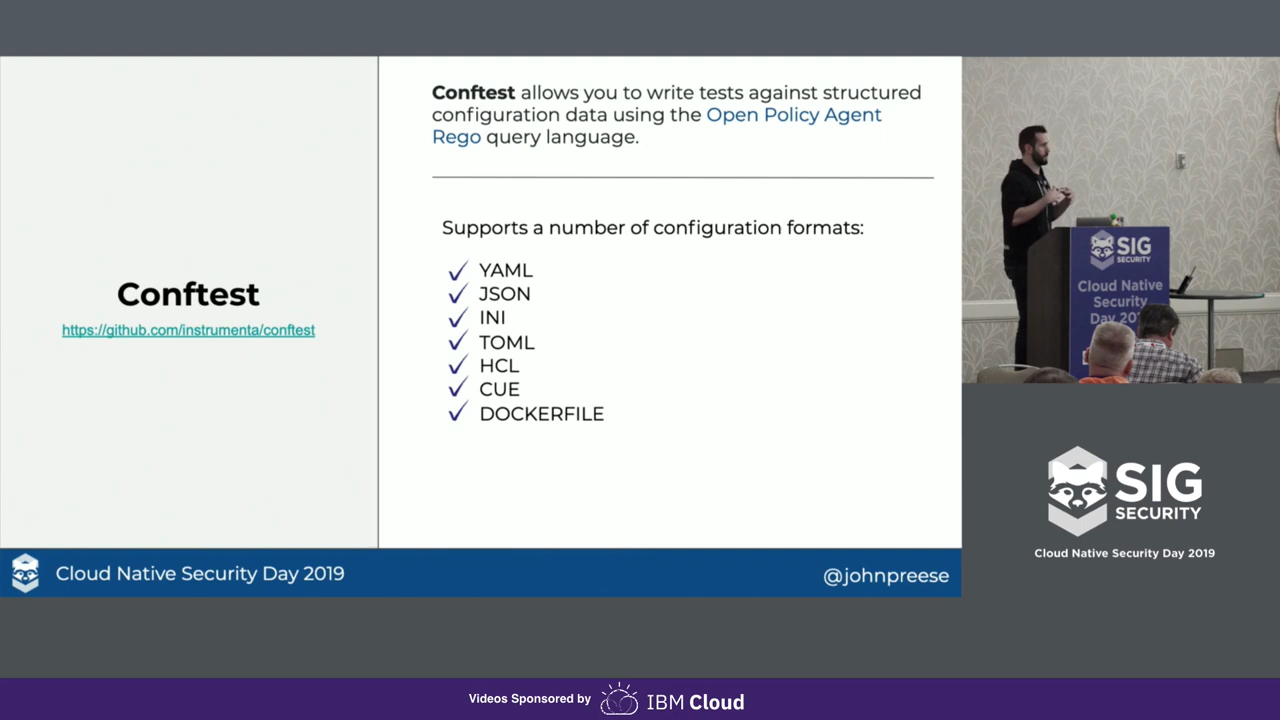 Conftest
https://github.com/instrumenta/conftest
Conftest allows you to write tests against structured
configuration data using the Open Policy Agent
Rego query language.
Supports a number of configuration formats:
YAML
JSON
INI
TOML
HCL
CUE
DOCKERFILE
Cloud Native Security Day 2019
@johnpreese
SIG
SECURITY
Cloud Native
Security
Day 201
SIG
SECURITY
Cloud Native Security Day 2019
Videos Sponsored by
IBM Cloud